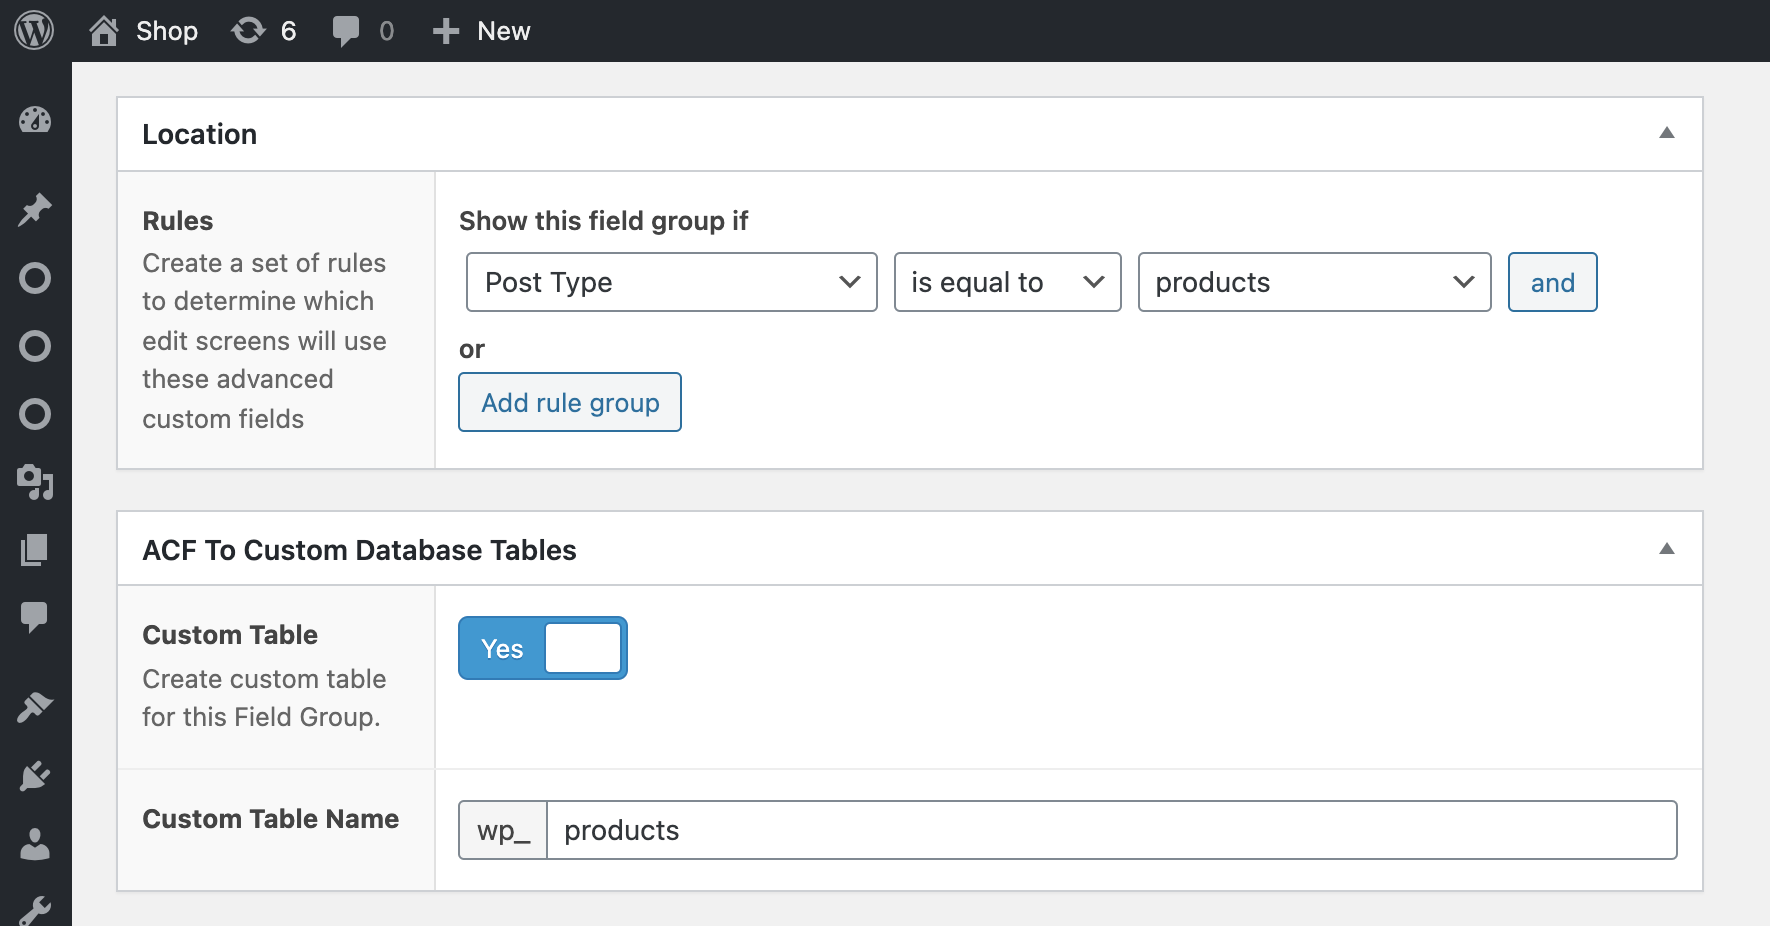 Shop 6 0 New
Location
Rules
Create a set of rules
to determine which
edit screens will use
these advanced
custom fields
Show this field group if
Post Type is equal to products and
or
Add rule group
ACF To Custom Database Tables
Custom Table
Create custom table
for this Field Group.
Yes
Custom Table Name
wp_ products